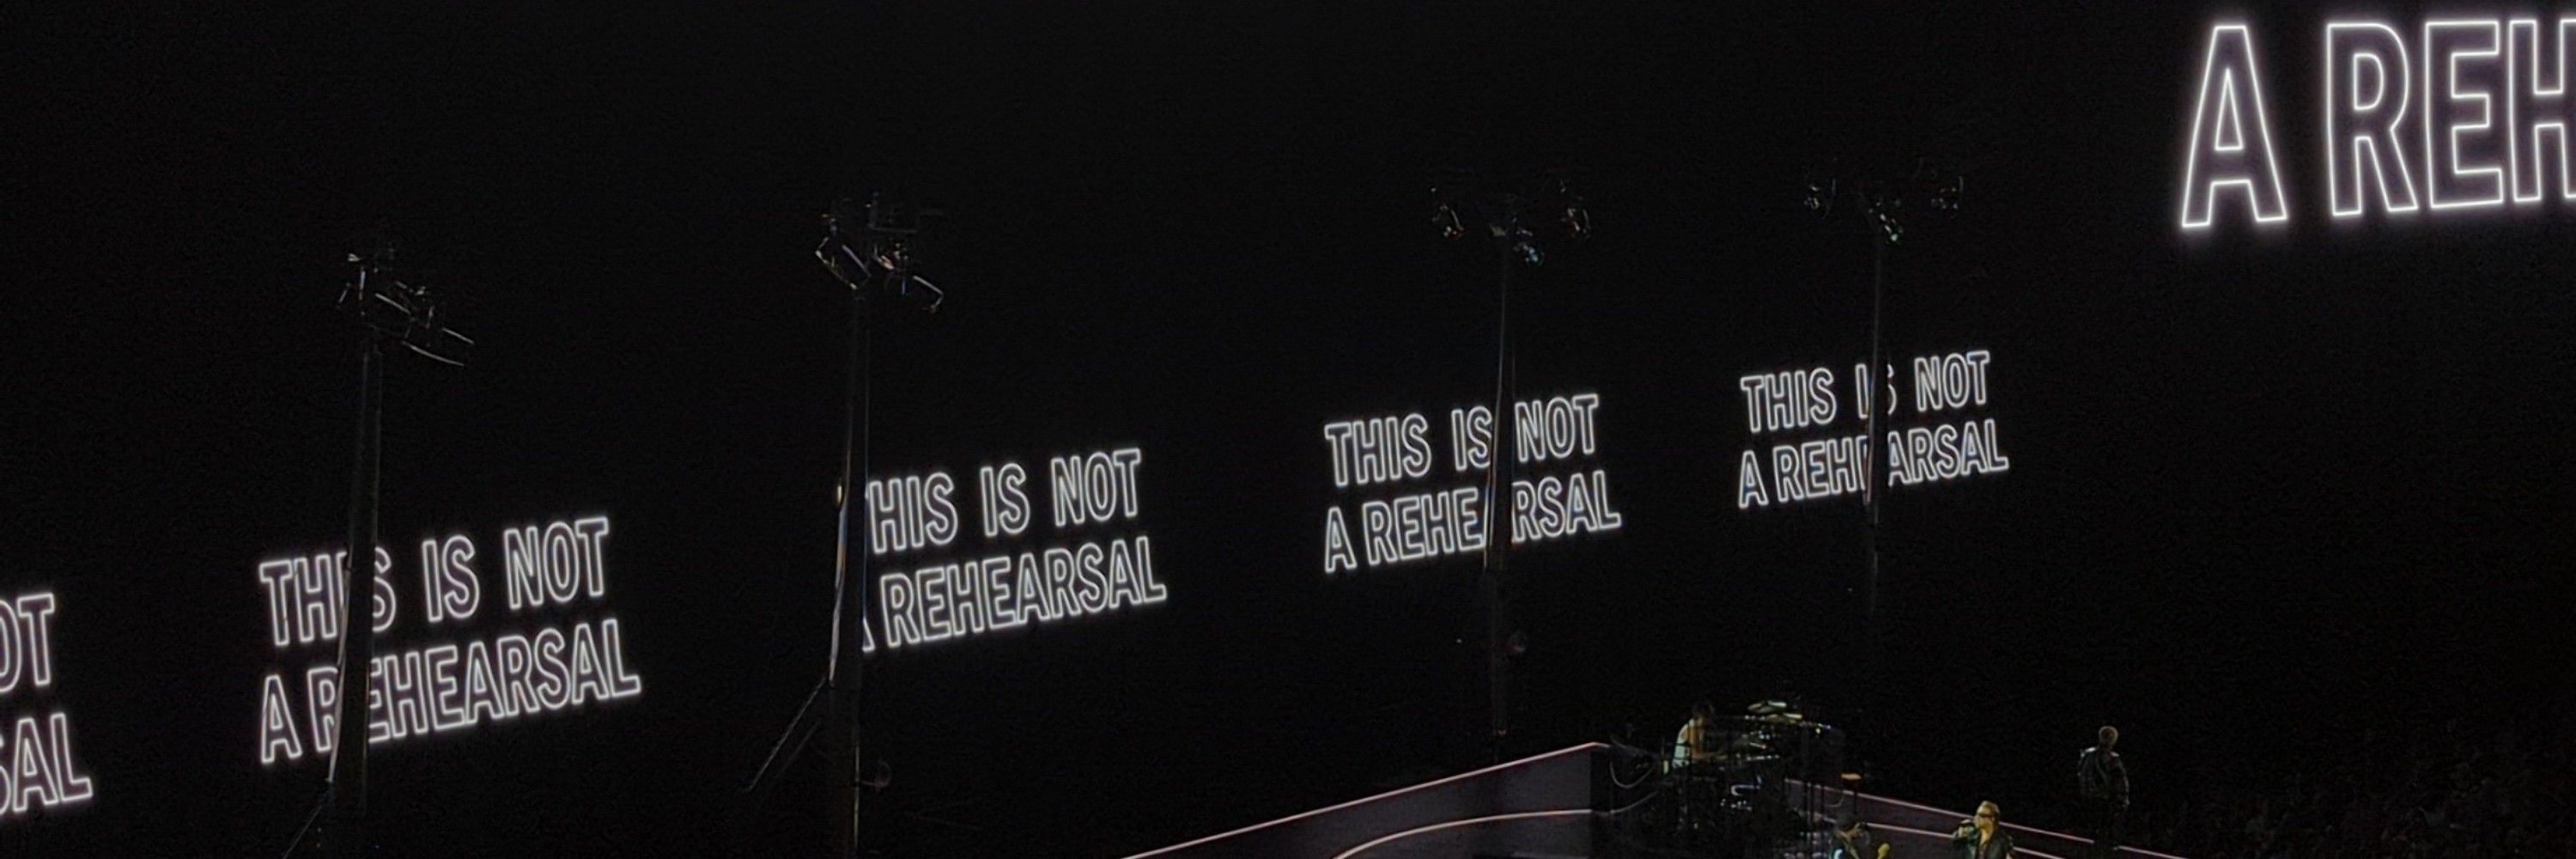 THIS IS NOT
A REHEARSAL
THIS IS NOT
A REHEARSAL
THIS IS NOT
A REHEARSAL
THIS IS NOT
A REHEARSAL
A REH
OT
SAL